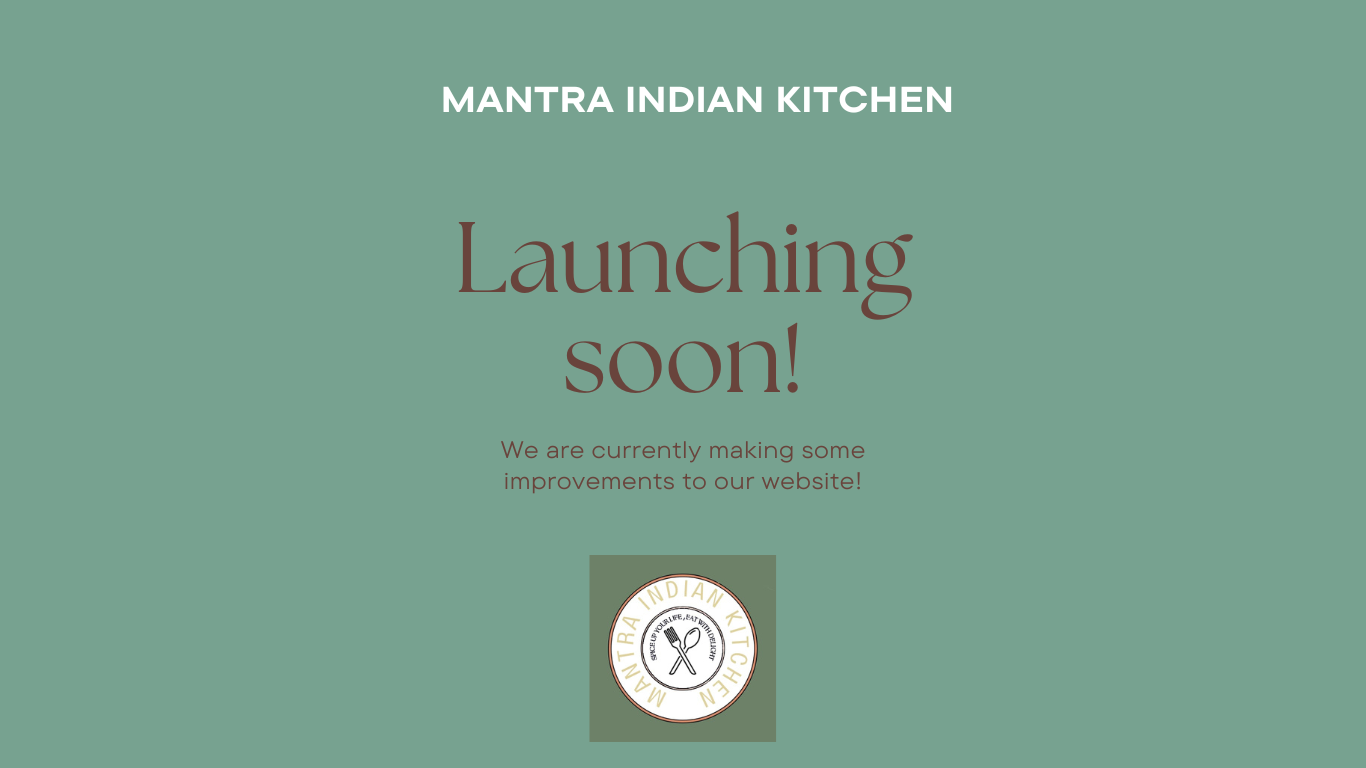 MANTRA INDIAN KITCHEN
Launching
soon!
We are currently making some
improvements to our website!
MANTRA INDIAN KITCHEN
SPICE UP YOUR LIFE, EAT WITH DELIGHT